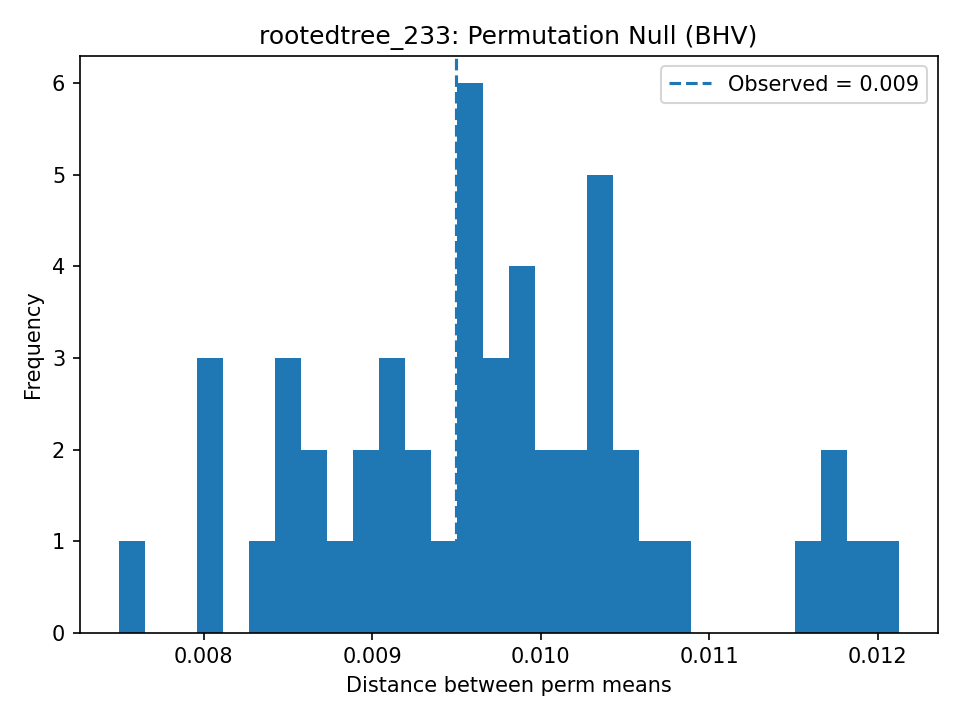 rootedtree_233: Permutation Null (BHV)
Observed = 0.009
Frequency
6
5
4
3
2
1
0
0.008 0.009 0.010 0.011 0.012
Distance between perm means